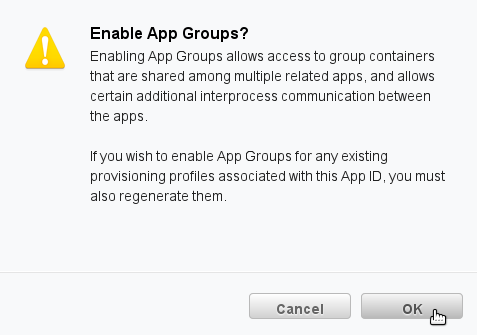 Enable App Groups?
Enabling App Groups allows access to group containers
that are shared among multiple related apps, and allows
certain additional interprocess communication between
the apps.
If you wish to enable App Groups for any existing
provisioning profiles associated with this App ID, you must
also regenerate them.
Cancel
OK